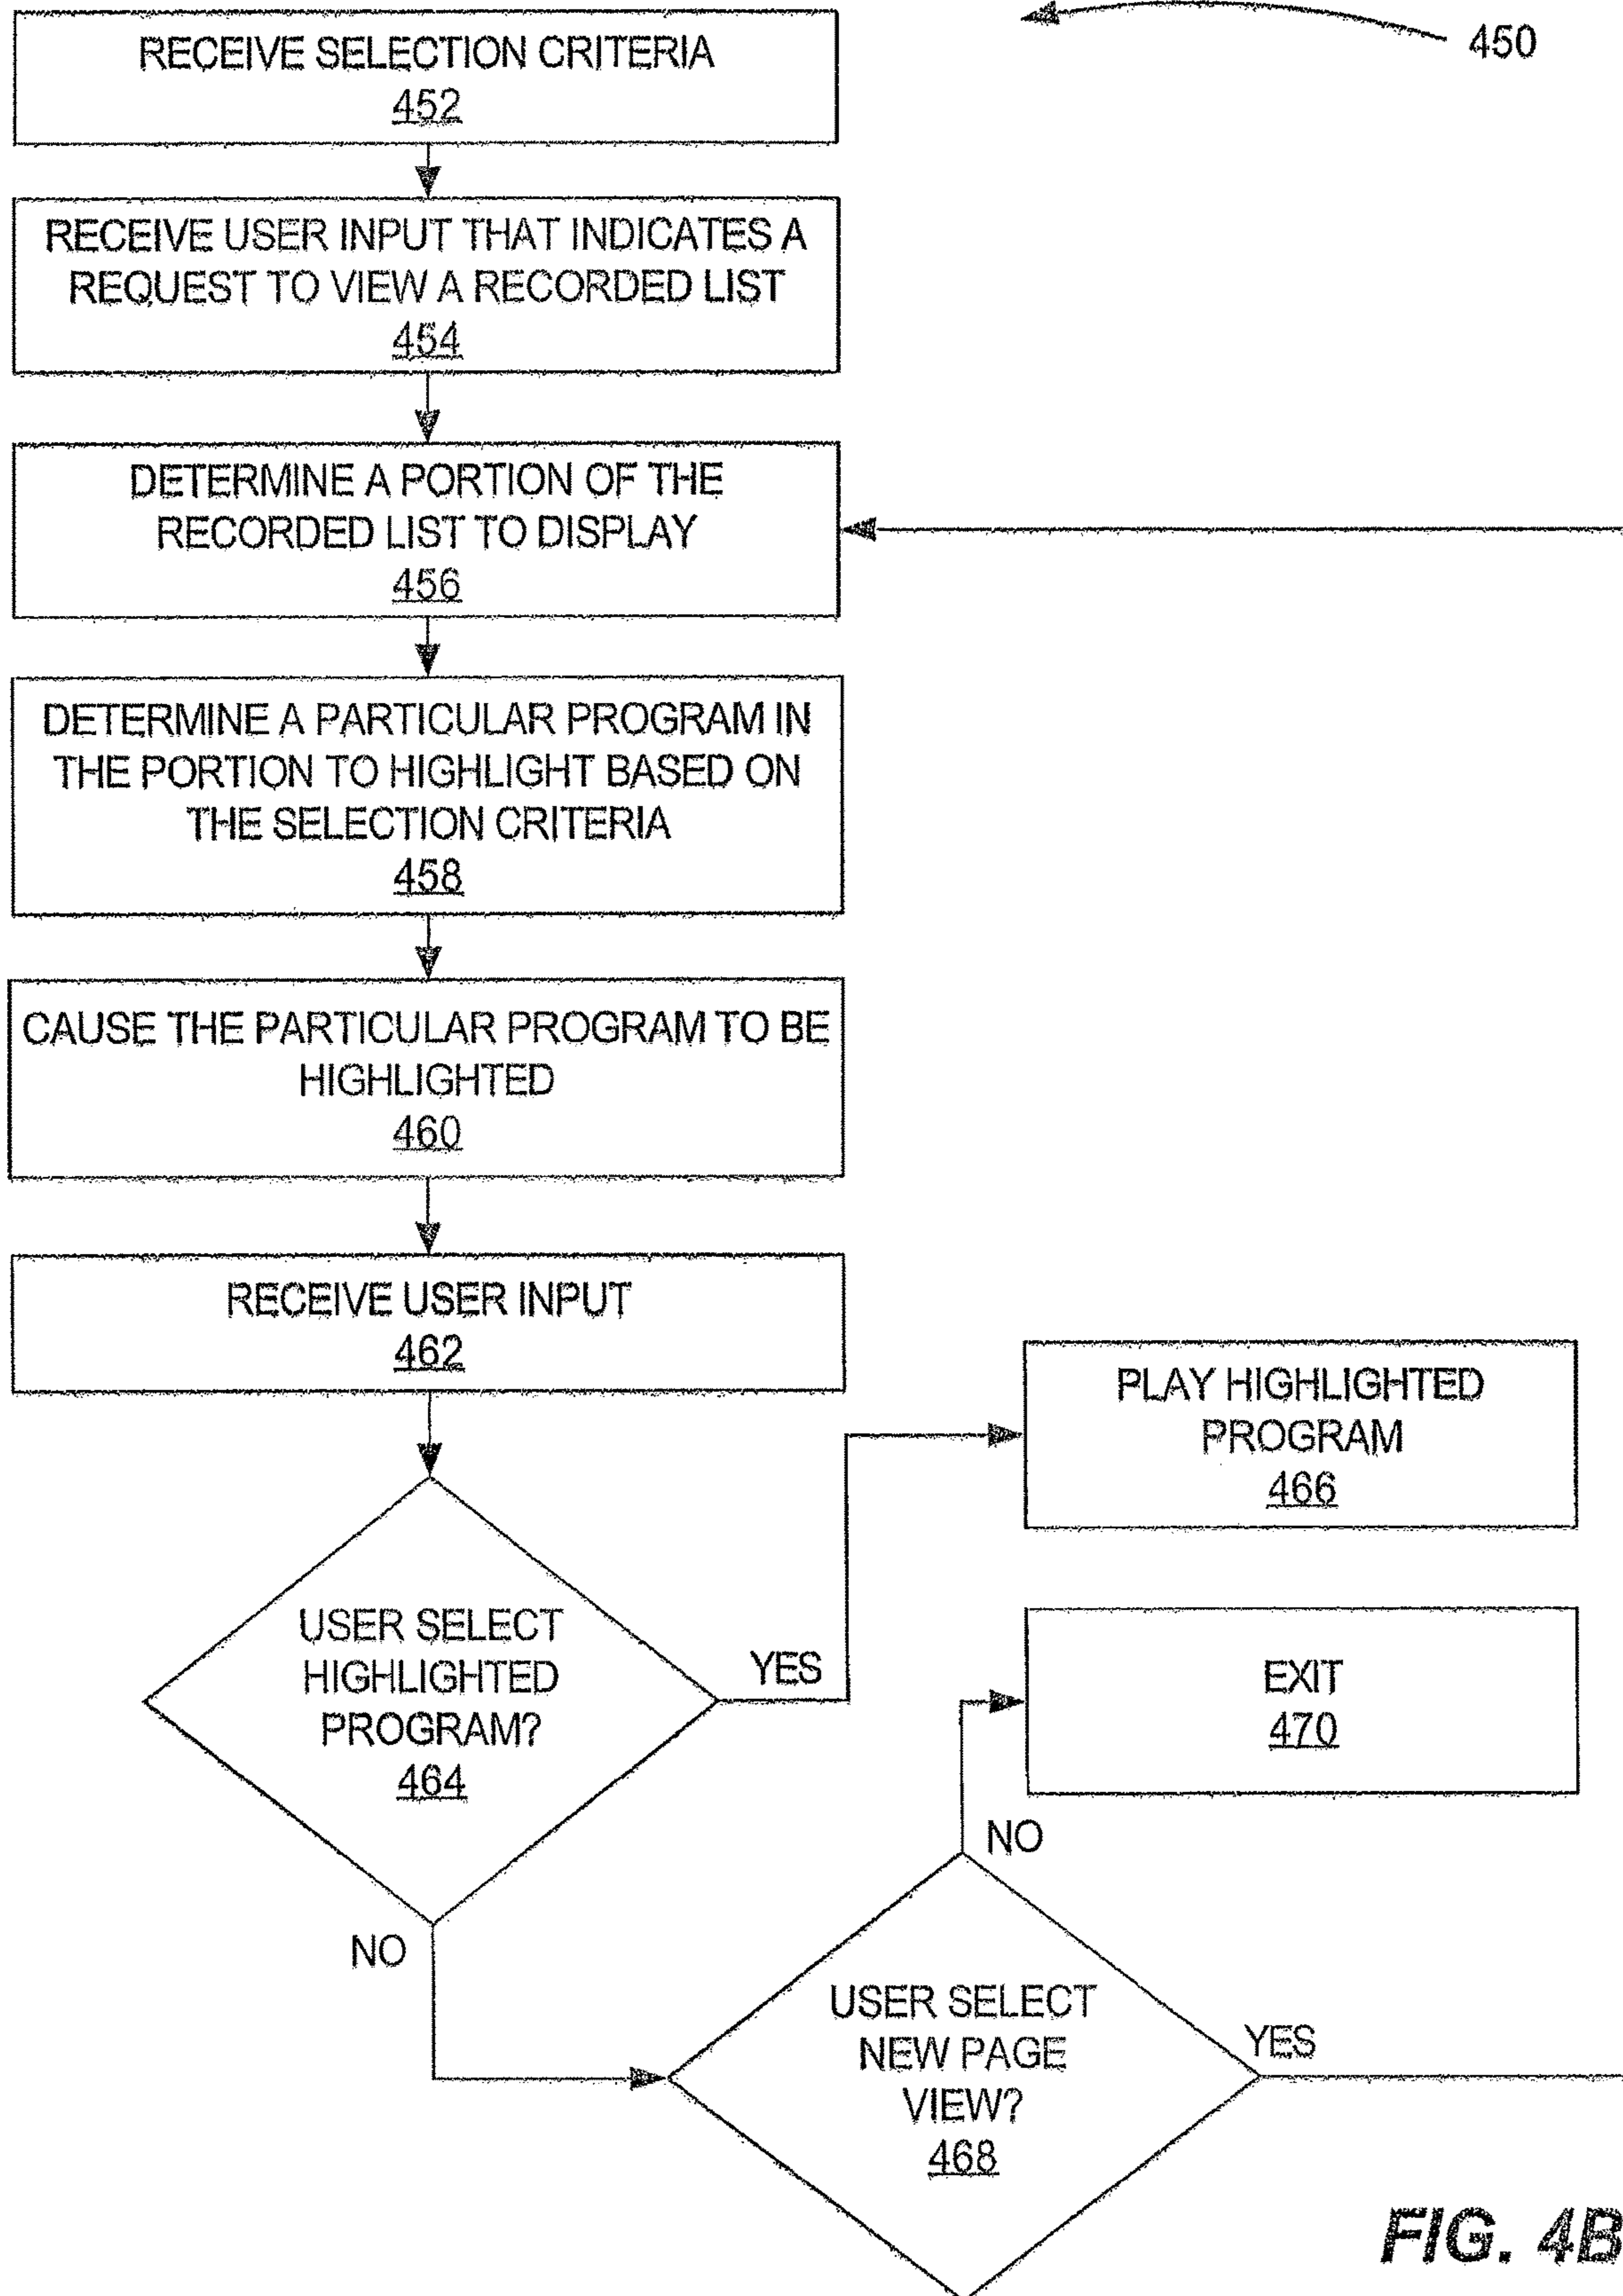 450
RECEIVE SELECTION CRITERIA
452
RECEIVE USER INPUT THAT INDICATES A
REQUEST TO VIEW A RECORDED LIST
454
DETERMINE A PORTION OF THE
RECORDED LIST TO DISPLAY
456
DETERMINE A PARTICULAR PROGRAM IN
THE PORTION TO HIGHLIGHT BASED ON
THE SELECTION CRITERIA
458
CAUSE THE PARTICULAR PROGRAM TO BE
HIGHLIGHTED
460
RECEIVE USER INPUT
462
USER SELECT
HIGHLIGHTED
PROGRAM?
464
YES
PLAY HIGHLIGHTED
PROGRAM
466
NO
USER SELECT
NEW PAGE
VIEW?
468
NO
EXIT
470
YES
FIG. 4B